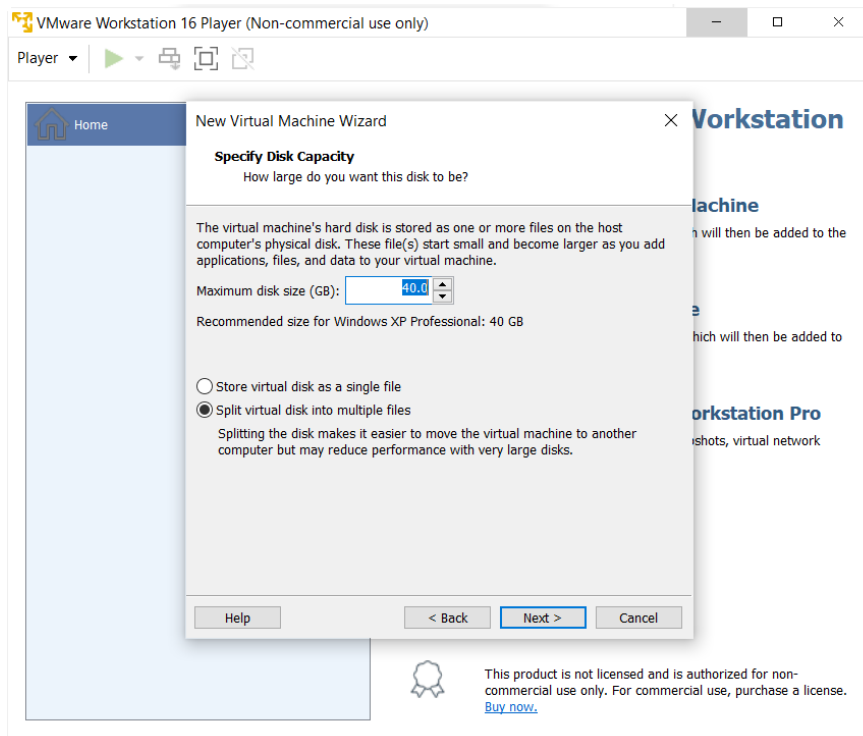 VMware Workstation 16 Player (Non-commercial use only)
Player
Home
New Virtual Machine Wizard
Specify Disk Capacity
How large do you want this disk to be?
The virtual machine's hard disk is stored as one or more files on the host
computer's physical disk. These file(s) start small and become larger as you add
applications, files, and data to your virtual machine.
Maximum disk size (GB): 40.0
Recommended size for Windows XP Professional: 40 GB
Store virtual disk as a single file
Split virtual disk into multiple files
Splitting the disk makes it easier to move the virtual machine to another
computer but may reduce performance with very large disks.
Help
< Back
Next >
Cancel
Workstation
will then be added to the
which will then be added to
Workstation Pro
virtual network
This product is not licensed and is authorized for non-
commercial use only. For commercial use, purchase a license.
Buy now.